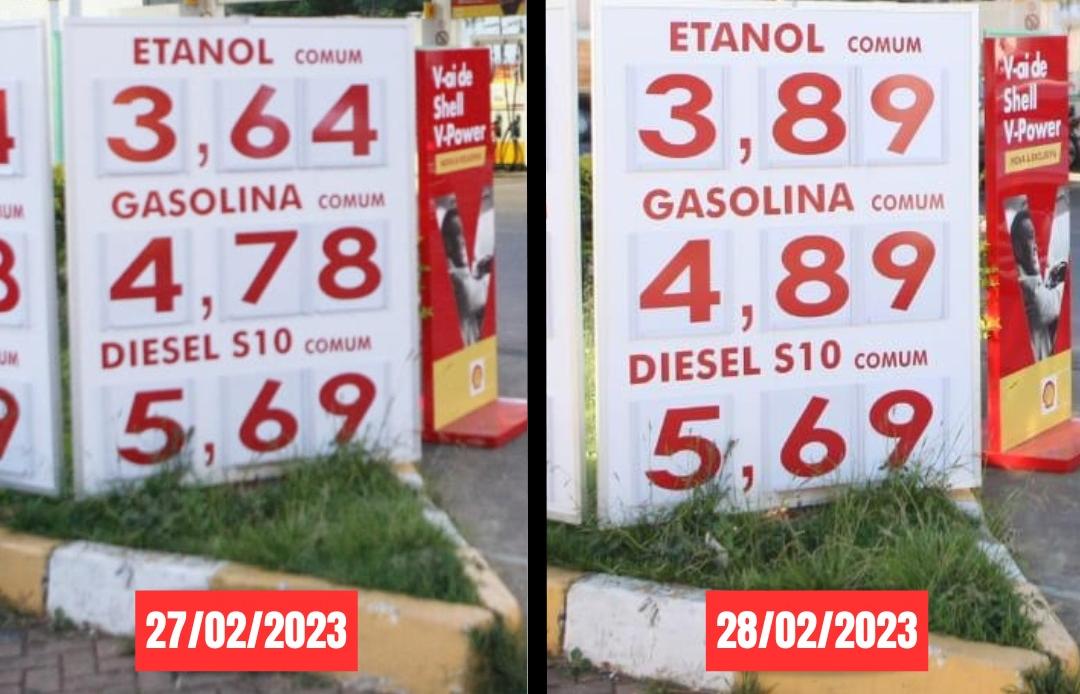 ETANOL COMUM
3,64
GASOLINA COMUM
4,78
DIESEL S10 COMUM
5,69
V-ai de
Shell
V-Power
27/02/2023
ETANOL COMUM
3,89
GASOLINA COMUM
4,89
DIESEL S10 COMUM
5,69
V-ai de
Shell
V-Power
28/02/2023